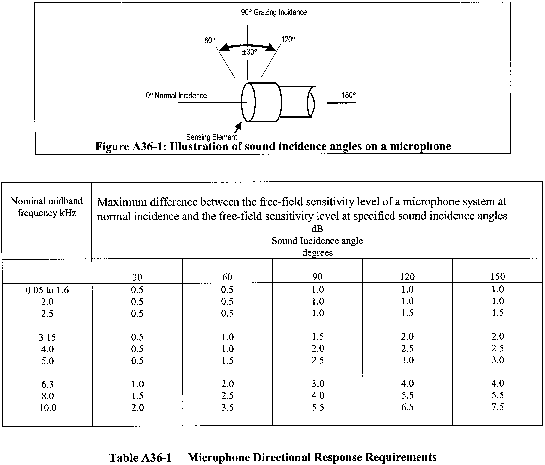 90° Grazing Incidence
60°
120°
±30°
0° Normal Incidence
180°
Sensing Element
Figure A36-1: Illustration of sound incidence angles on a microphone
Nominal midband frequency kHz
Maximum difference between the free-field sensitivity level of a microphone system at
normal incidence and the free-field sensitivity level at specified sound incidence angles
dB
Sound Incidence angle
degrees
30 60 90 120 150
0.05 to 1.6 0.5 0.5 1.0 1.0 1.0
2.0 0.5 0.5 1.0 1.0 1.0
2.5 0.5 0.5 1.0 1.5 1.5
3.15 0.5 1.0 1.5 2.0 2.0
4.0 0.5 1.0 2.0 2.5 2.5
5.0 0.5 1.5 2.5 3.0 3.0
6.3 1.0 2.0 3.0 4.0 4.0
8.0 1.5 2.5 4.0 5.5 5.5
10.0 2.0 3.5 5.5 6.5 7.5
Table A36-1 Microphone Directional Response Requirements